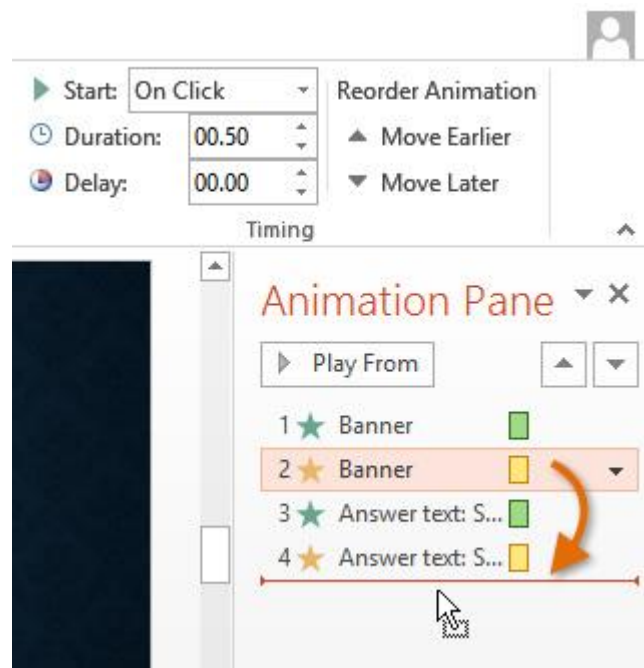 Start: On Click
Reorder Animation
Duration: 00.50
Move Earlier
Delay: 00.00
Move Later
Timing
Animation Pane
Play From
1 Banner
2 Banner
3 Answer text: S...
4 Answer text: S...